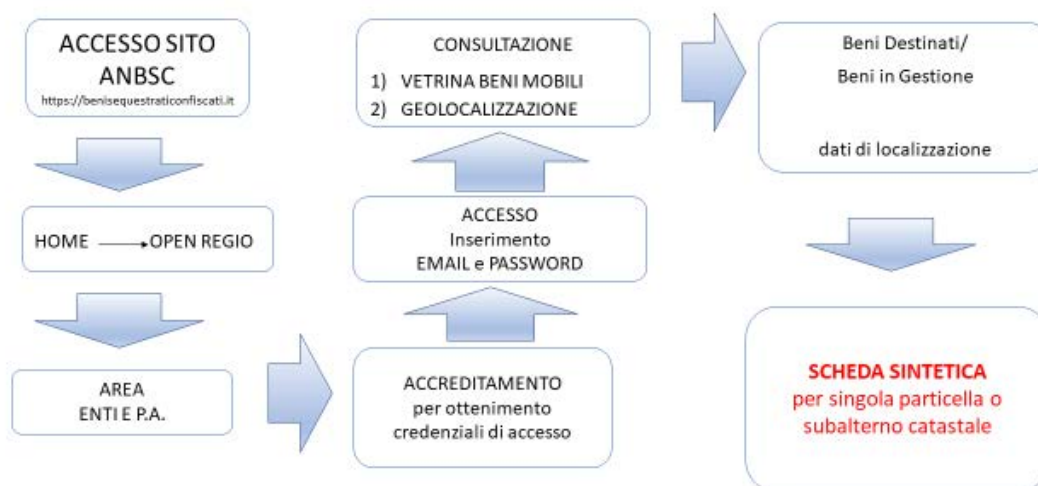 ACCESSO SITO
ANBSC
https://benisequestraticonfiscati.it
HOME OPEN REGIO
AREA
ENTI E P.A.
ACCREDITAMENTO
per ottenimento
credenziali di accesso
ACCESSO
Inserimento
EMAIL e PASSWORD
CONSULTAZIONE
1) VETRINA BENI MOBILI
2) GEOLOCALIZZAZIONE
Beni Destinati/
Beni in Gestione
dati di localizzazione
SCHEDA SINTETICA
per singola particella o
subalterno catastale